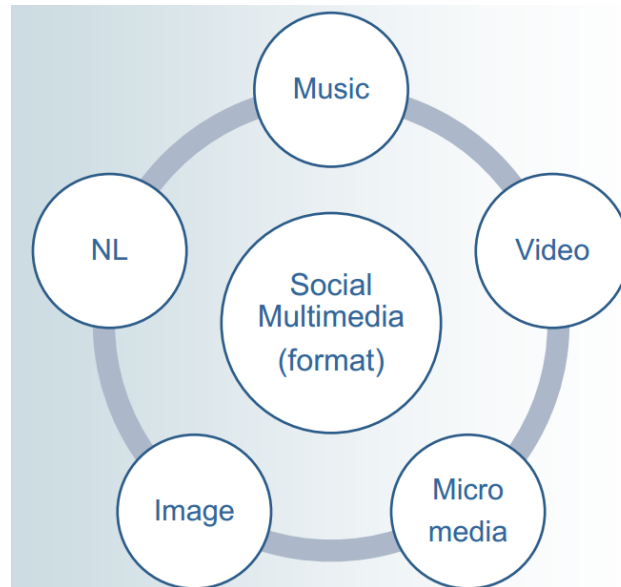 Music
NL
Video
Social
Multimedia
(format)
Image
Micro
media